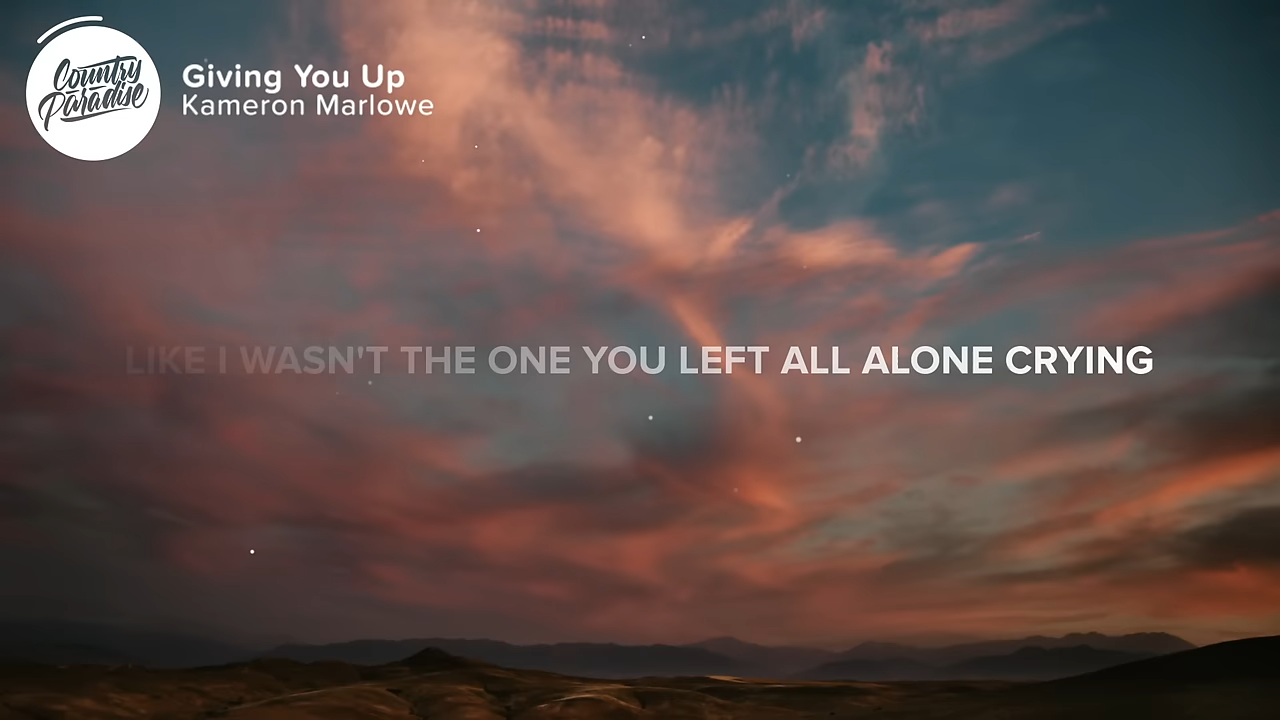 Country
Paradise
Giving You Up
Kameron Marlowe
LIKE I WASN'T THE ONE YOU LEFT ALL ALONE CRYING